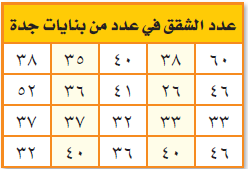 عدد الشقق في عدد من بنايات جدة
٦٠ ٣٨ ٤٠ ٣٥ ٣٨
٤٦ ٢٦ ٤١ ٣٦ ٥٢
٣٣ ٣٣ ٣٢ ٣٧ ٣٧
٤٦ ٤٠ ٣٦ ٤٠ ٣٢